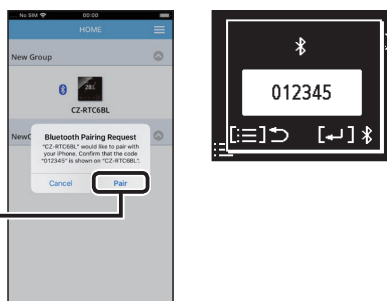 No SIM 00:00
HOME
New Group
28.5
CZ-RTC6BL
Bluetooth Pairing Request
"CZ-RTC6BL" would like to pair with
your iPhone. Confirm that the code
"012345" is shown on "CZ-RTC6BL".
Cancel Pair
012345